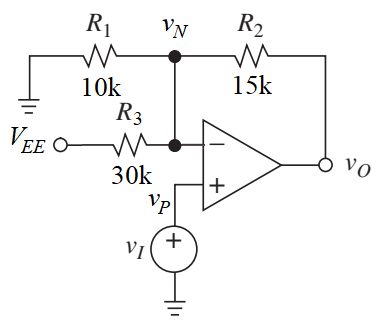 R1 vN R2
10k 15k
R3
VEE − vO
30k
vP +
vI +